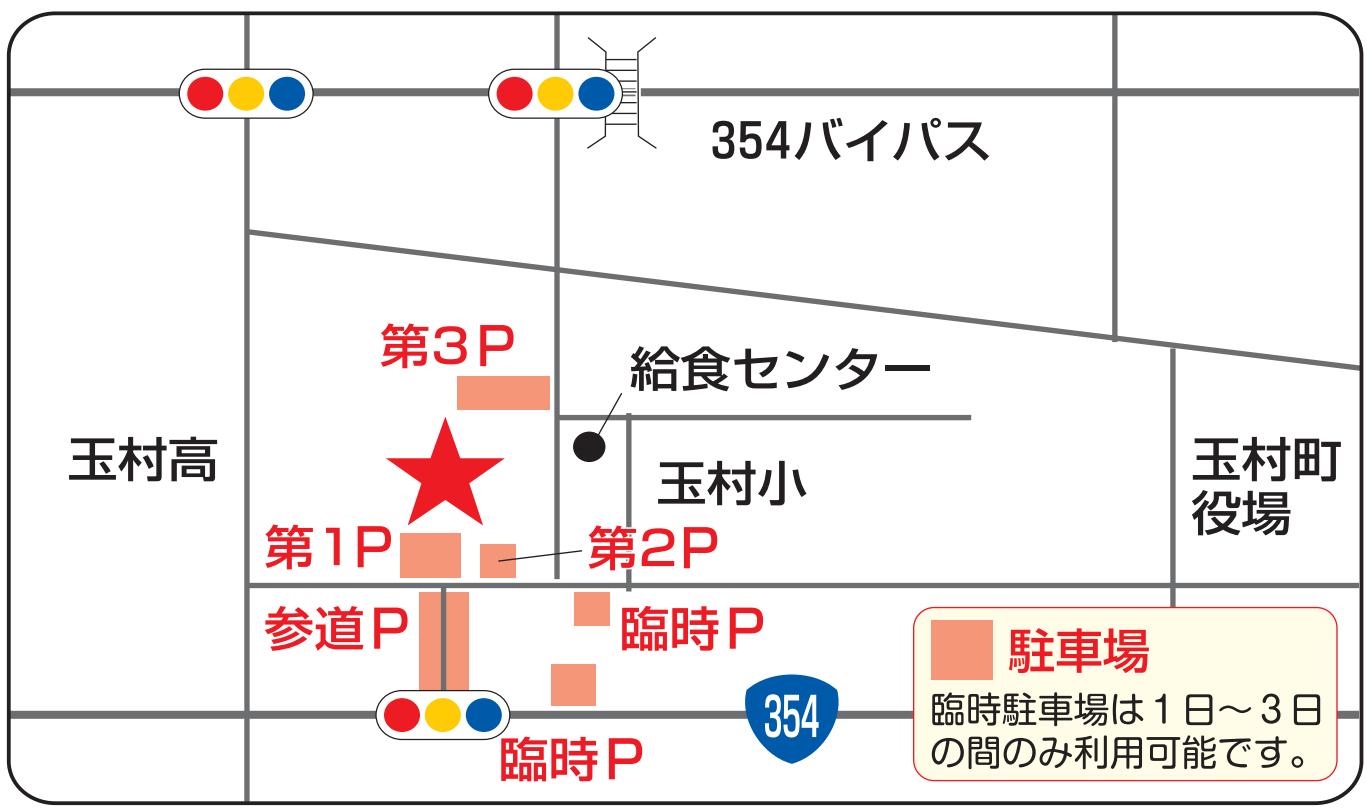 354バイパス
第3P
給食センター
玉村高
玉村小
玉村町
役場
第1P
第2P
参道P
臨時P
臨時P
354
駐車場
臨時駐車場は1日〜3日
の間のみ利用可能です。